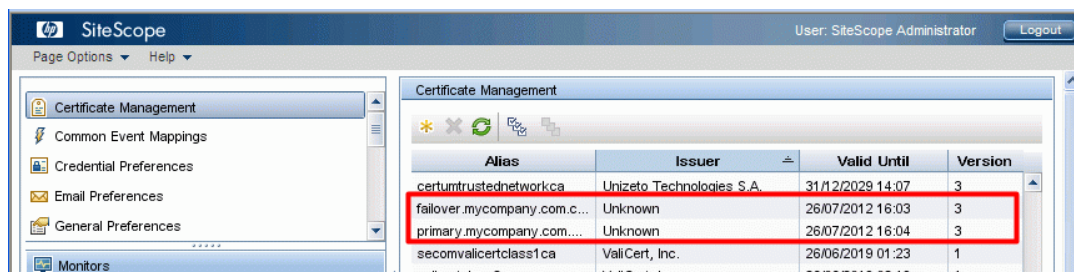 hp SiteScope User: SiteScope Administrator Logout
Page Options Help
Certificate Management
Common Event Mappings
Credential Preferences
Email Preferences
General Preferences
Monitors
Certificate Management
Alias Issuer Valid Until Version
certumtrustednetworkca Unizeto Technologies S.A. 31/12/2029 14:07 3
failover.mycompany.com.c... Unknown 26/07/2012 16:03 3
primary.mycompany.com.... Unknown 26/07/2012 16:04 3
secomvalicertclass1ca ValiCert, Inc. 26/06/2019 01:23 1